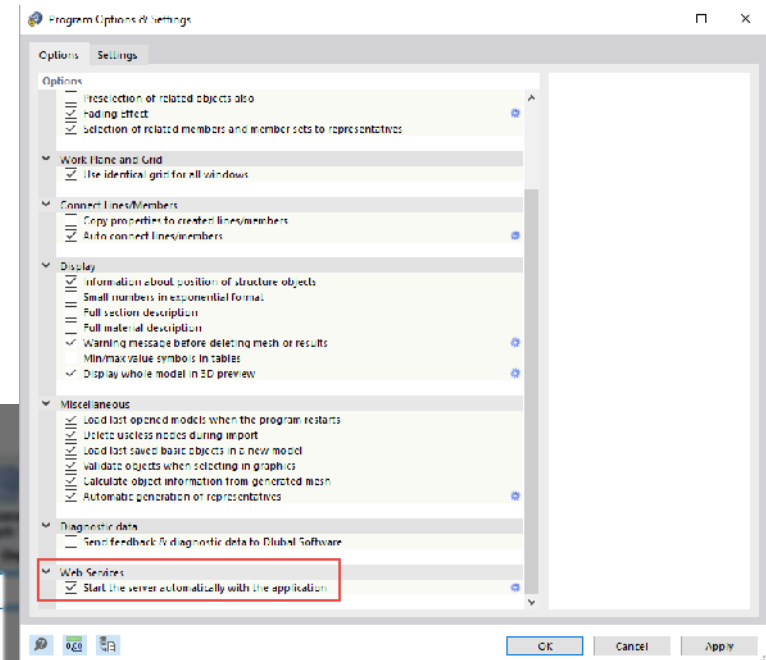 Program Options & Settings
Options Settings
Options
Preselection of related objects also
Fading Effect
Selection of related members and member sets to representatives
Work Plane and Grid
Use identical grid for all windows
Connect Lines/Members
Copy properties to created lines/members
Auto connect lines/members
Display
Information about position of structure objects
Small numbers in exponential format
Full section description
Full material description
Warning message before deleting mesh or results
Min/max value symbols in tables
Display whole model in 3D preview
Miscellaneous
Load last opened models when the program restarts
Delete useless nodes during import
Load last saved basic objects in a new model
Validate objects when selecting in graphics
Calculate object information from generated mesh
Automatic generation of representatives
Diagnostic data
Send feedback & diagnostic data to Dlubal Software
Web Services
Start the server automatically with the application
OK Cancel Apply